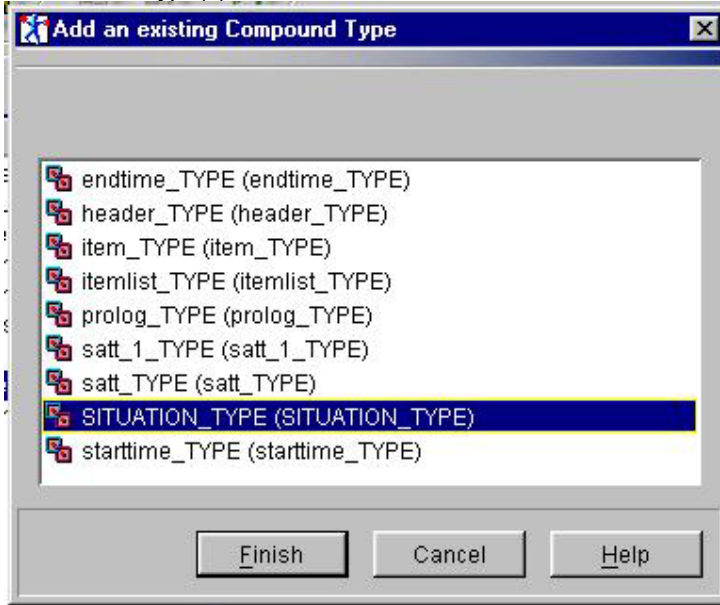 Add an existing Compound Type
endtime_TYPE (endtime_TYPE)
header_TYPE (header_TYPE)
item_TYPE (item_TYPE)
itemlist_TYPE (itemlist_TYPE)
prolog_TYPE (prolog_TYPE)
satt_1_TYPE (satt_1_TYPE)
satt_TYPE (satt_TYPE)
SITUATION_TYPE (SITUATION_TYPE)
starttime_TYPE (starttime_TYPE)
Finish Cancel Help